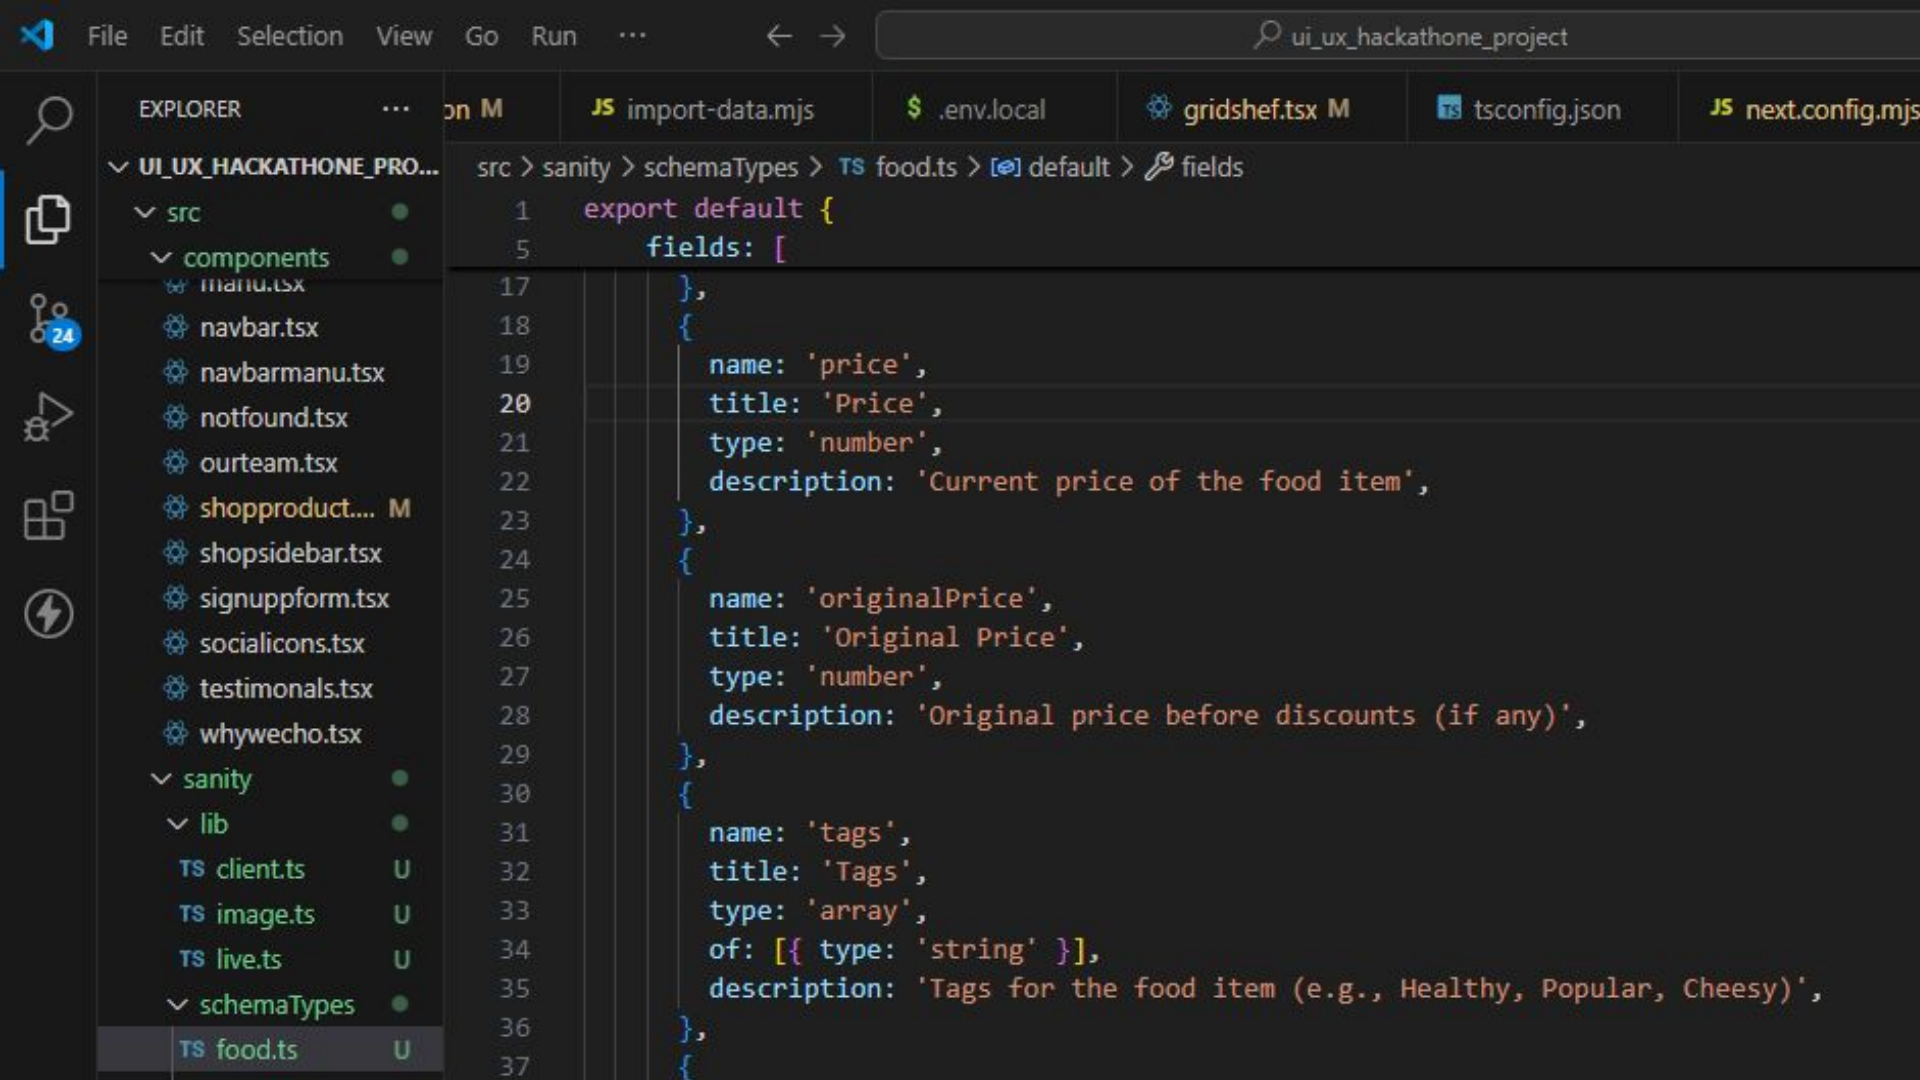 File Edit Selection View Go Run ··· ← → ui_ux_hackathone_project
EXPLORER ···
on M
JS import-data.mjs
$ .env.local
gridshef.tsx M
TS tsconfig.json
JS next.config.mjs
UI_UX_HACKATHONE_PRO...
src > sanity > schemaTypes > TS food.ts > default > fields
src
components
manu.tsx
navbar.tsx
navbarmanu.tsx
notfound.tsx
ourteam.tsx
shopproduct.... M
shopsidebar.tsx
signuppform.tsx
socialicons.tsx
testimonals.tsx
whywecho.tsx
sanity
lib
TS client.ts U
TS image.ts U
TS live.ts U
schemaTypes
TS food.ts U
24
1 export default {
5 fields: [
17 },
18 {
19 name: 'price',
20 title: 'Price',
21 type: 'number',
22 description: 'Current price of the food item',
23 },
24 {
25 name: 'originalPrice',
26 title: 'Original Price',
27 type: 'number',
28 description: 'Original price before discounts (if any)',
29 },
30 {
31 name: 'tags',
32 title: 'Tags',
33 type: 'array',
34 of: [{ type: 'string' }],
35 description: 'Tags for the food item (e.g., Healthy, Popular, Cheesy)',
36 },
37 {